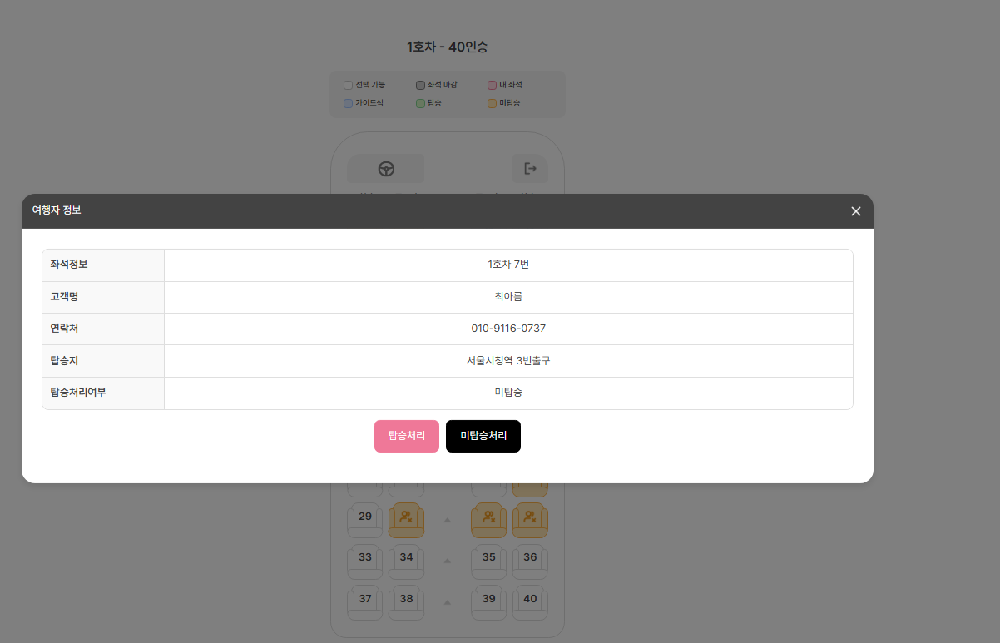 1호차 - 40인승
선택 가능 좌석 마감 내 좌석
가이드석 탑승 미탑승
여행자 정보
좌석정보 1호차 7번
고객명 최아름
연락처 010-9116-0737
탑승지 서울시청역 3번출구
탑승처리여부 미탑승
탑승처리 미탑승처리
29
33 34 35 36
37 38 39 40